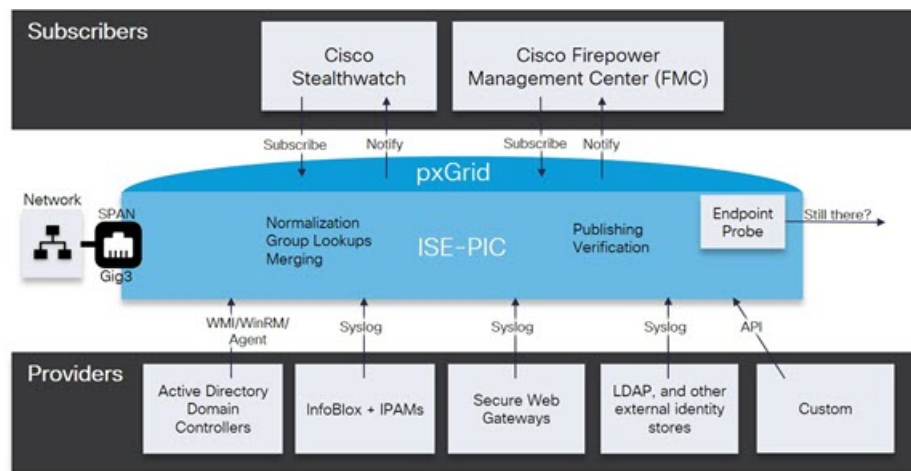 Subscribers
Cisco
Stealthwatch
Cisco Firepower
Management Center (FMC)
Subscribe
Notify
Subscribe
Notify
pxGrid
Network
SPAN
Gig3
Normalization
Group Lookups
Merging
ISE-PIC
Publishing
Verification
Endpoint
Probe
Still there?
WMI/WinRM/
Agent
Syslog
Syslog
Syslog
API
Providers
Active Directory
Domain
Controllers
InfoBlox + IPAMs
Secure Web
Gateways
LDAP, and other
external identity
stores
Custom